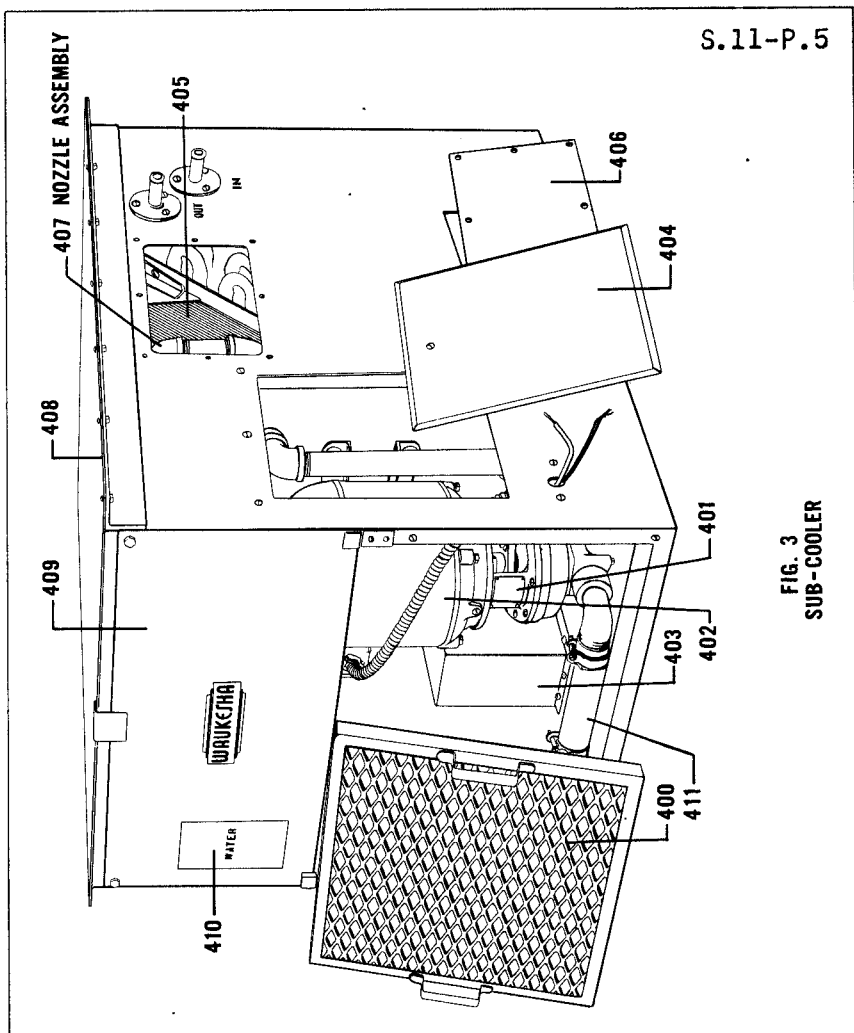 S.11-P.5
407 NOZZLE ASSEMBLY
405
408
409
OUT
IN
406
404
WAUKESHA
WATER
410
401
402
403
400
411
FIG. 3
SUB-COOLER